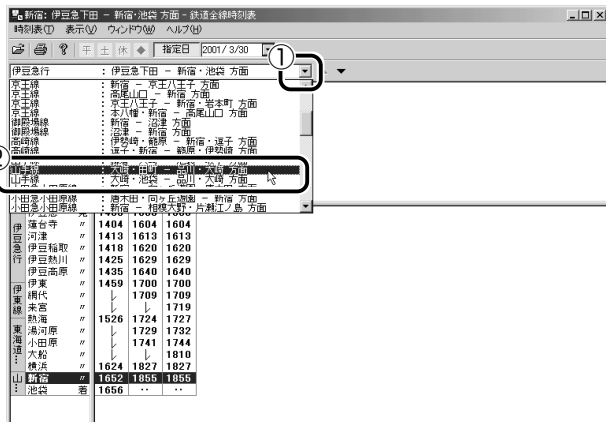 新宿: 伊豆急下田 － 新宿・池袋 方面 - 鉄道全線時刻表
時刻表(T) 表示(V) ウィンドウ(W) ヘルプ(H)
平 土 休 ◆ 指定日 2001/ 3/30
①
伊豆急行 : 伊豆急下田 － 新宿・池袋 方面
京王線 : 新宿 － 京王八王子 方面
京王線 : 高尾山口 － 新宿 方面
京王線 : 京王八王子 － 新宿・岩本町 方面
京王線 : 本八幡・新宿 － 高尾山口 方面
御殿場線 : 新宿 － 沼津 方面
御殿場線 : 沼津 － 新宿 方面
高崎線 : 伊勢崎・籠原 － 新宿・逗子 方面
高崎線 : 逗子・新宿 － 籠原・伊勢崎 方面
山手線 : 大崎・田町 － 品川・大崎 方面
山手線 : 大崎・池袋 － 品川・大崎 方面
小田急小田原線 : 唐木田・向ヶ丘遊園 － 新宿 方面
小田急小田原線 : 新宿 － 相模大野・片瀬江ノ島 方面
伊豆急行 蓮台寺 〃 1404 1604 1604
河津 〃 1413 1613 1613
伊豆稲取 〃 1418 1620 1620
伊豆熱川 〃 1425 1629 1629
伊豆高原 〃 1435 1640 1640
伊東線 伊東 〃 1459 1700 1700
網代 〃 ↓ 1709 1709
来宮 〃 ↓ ↓ 1719
熱海 〃 1526 1724 1727
東海道… 湯河原 〃 ↓ 1729 1732
小田原 〃 ↓ 1741 1744
大船 〃 ↓ ↓ 1810
横浜 〃 1624 1827 1827
山… 新宿 〃 1652 1855 1855
池袋 着 1656 ‥ ‥